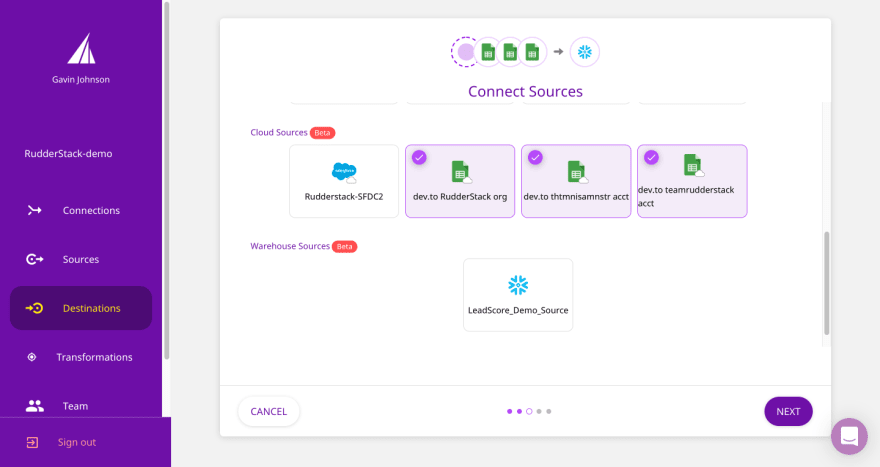 Gavin Johnson
RudderStack-demo
Connections
Sources
Destinations
Transformations
Team
Sign out
Connect Sources
Cloud Sources Beta
salesforce
Rudderstack-SFDC2
dev.to RudderStack org
dev.to thtmnisamnstr acct
dev.to teamrudderstack
acct
Warehouse Sources Beta
LeadScore_Demo_Source
CANCEL
NEXT